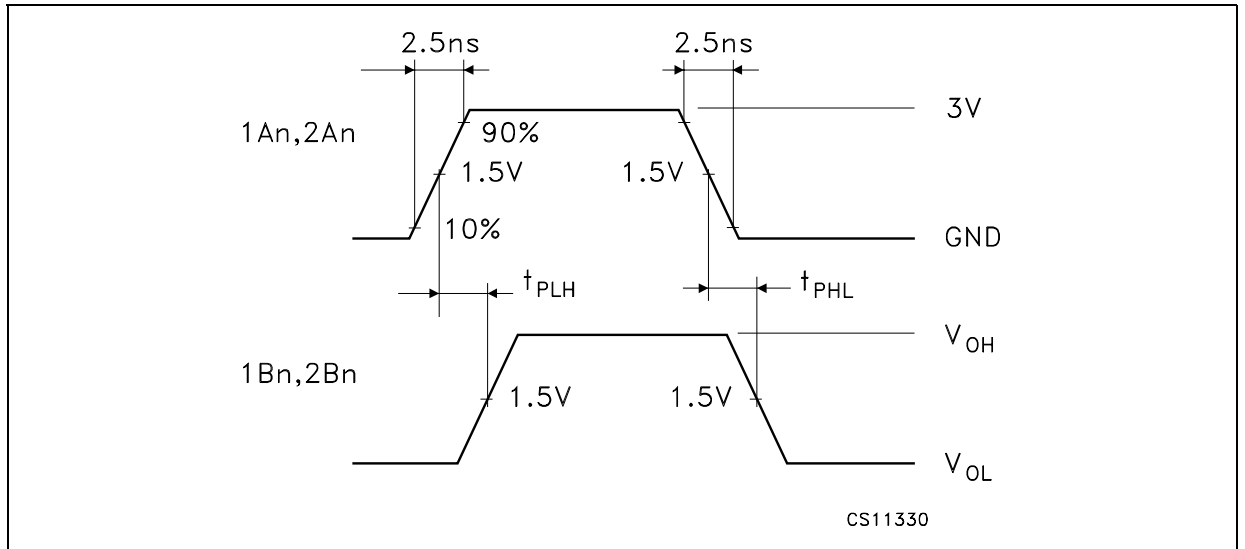 2.5ns 2.5ns
3V
1An,2An 90%
1.5V 1.5V
10% GND
tPLH tPHL
VOH
1Bn,2Bn
1.5V 1.5V
VOL
CS11330